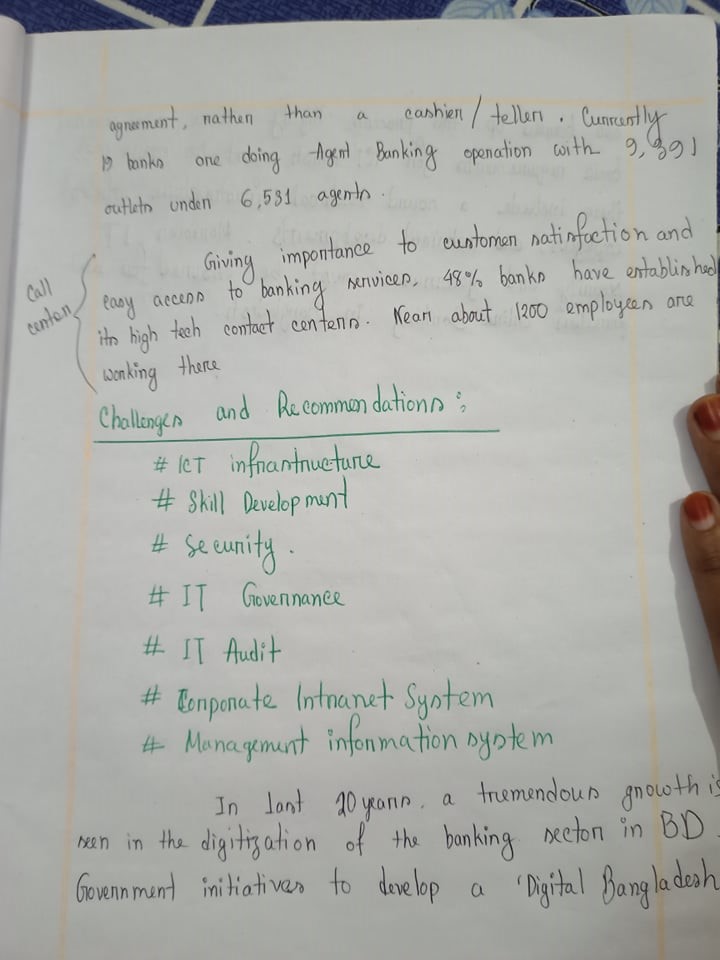 agreement, rather than a cashier / teller. Currently
19 banks are doing Agent Banking operation with 9,391
outlets under 6,531 agents.
Giving importance to customer satisfaction and
easy access to banking services, 48% banks have established
its high tech contact centers. Near about 1200 employees are
working there
Call
center
Challenges and Recommendations :
# ICT infrastructure
# Skill Development
# Security.
# IT Governance
# IT Audit
# Corporate Intranet System
# Management information system
In last 20 years, a tremendous growth is
seen in the digitization of the banking sector in BD.
Government initiatives to develop a 'Digital Bangladesh